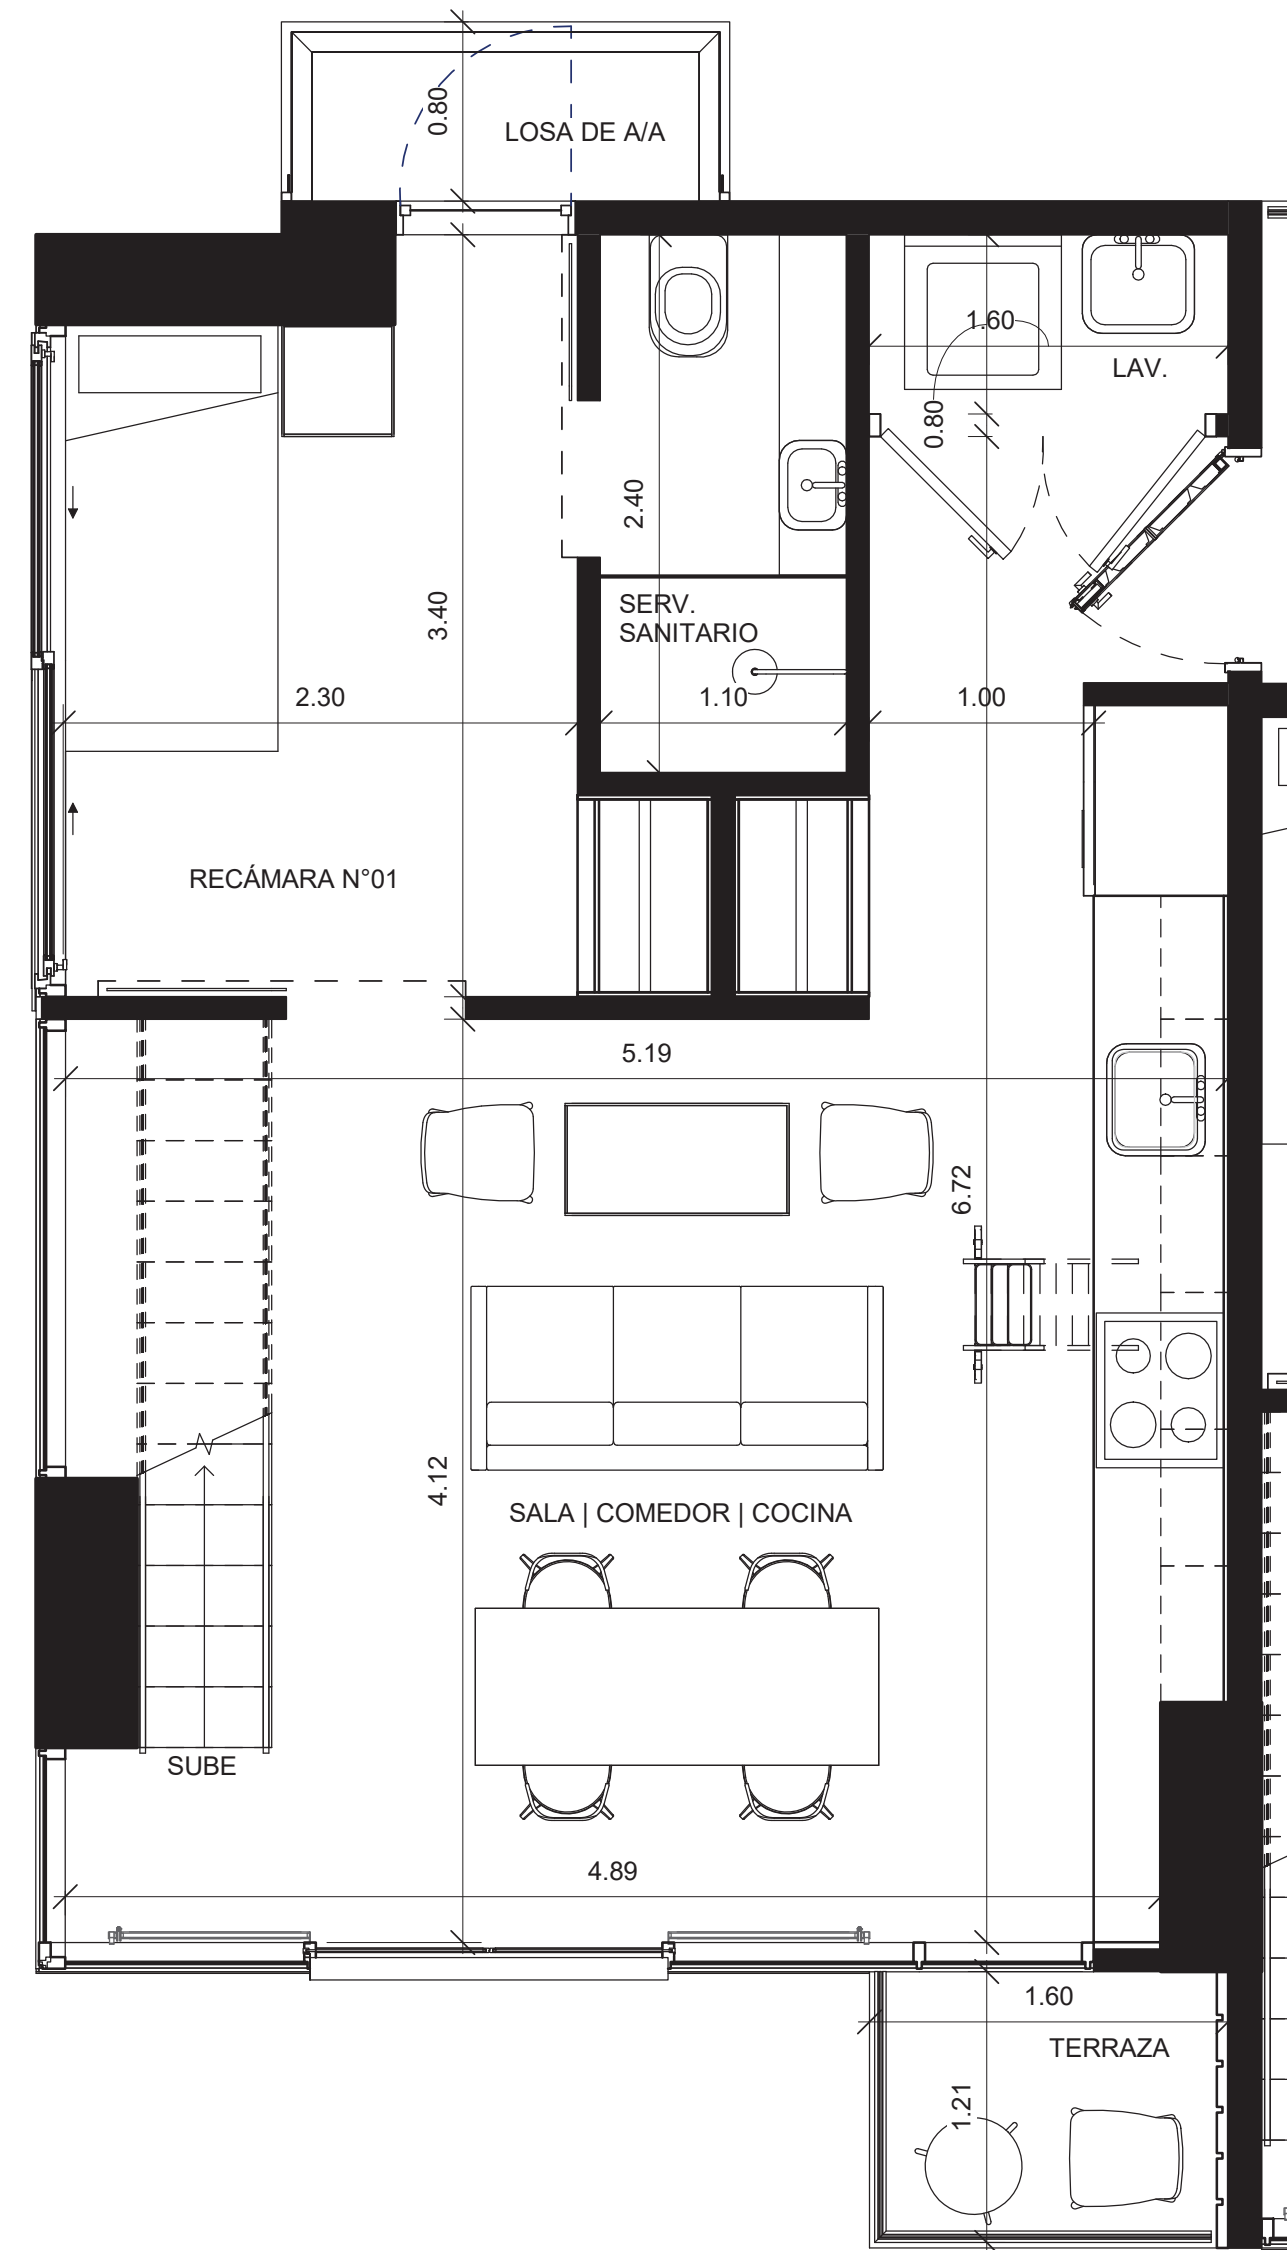 0.80
LOSA DE A/A
1.60
LAV.
0.80
2.40
3.40
SERV.
SANITARIO
2.30
1.10
1.00
RECÁMARA N°01
5.19
6.72
4.12
SALA | COMEDOR | COCINA
SUBE
4.89
1.60
TERRAZA
1.21